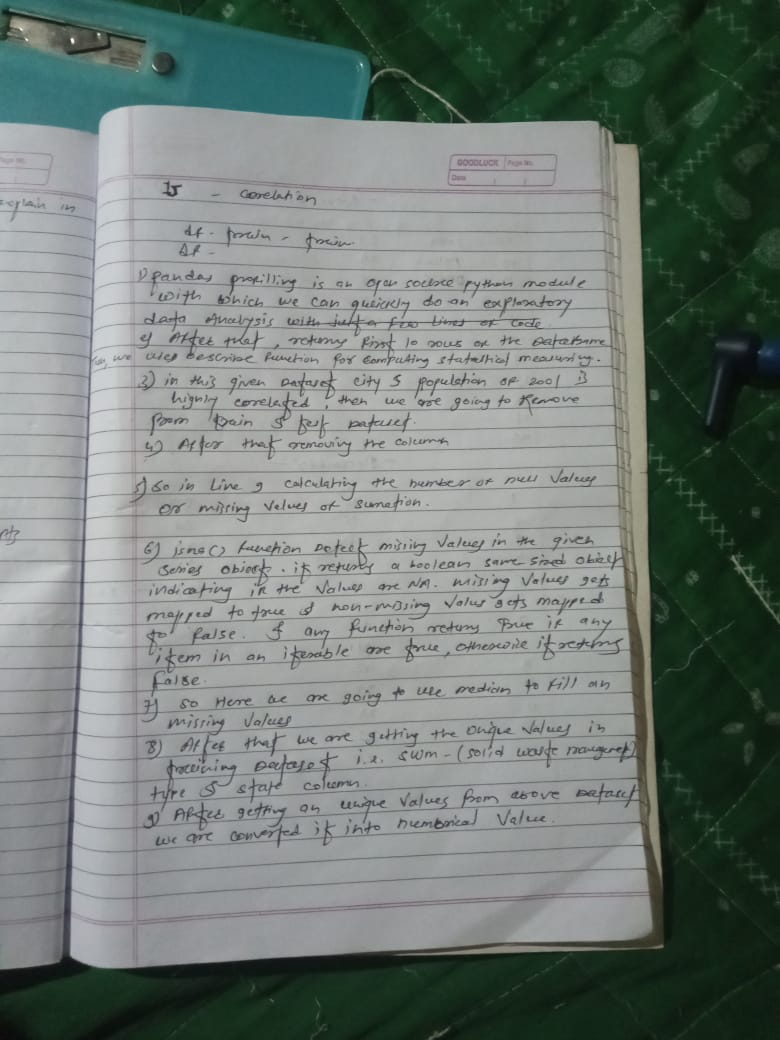 GOODLUCK Page No.
Date
Page No.
explain in
- Corelation
df - train - train
df -
1) pandas profilling is an open source python module
with which we can quickly do an exploratory
data Analysis with just a few lines of code.
2) After that, returns first 10 rows of the Dataframe
Then, we uses describe function for computing statistical measuring.
3) in this given Dataset city & population of 2001 is
highly corelated, then we are going to Remove
from train & test Dataset.
4) After that removing the column
5) So in Line 9 calculating the number of null values
or missing values of sumation.
6) isna() function Detect missing values in the given
series object. it returns a boolean same sized object
indicating if the values are NA. missing values gets
mapped to true & non-missing value gets mapped
to false. & any function returns True if any
item in an iterable are true, otherwise it returns
false.
7) so Here we are going to use median to fill an
missing values
8) After that we are getting the unique values in
Dataset i.e. SWM - (solid waste
type & state column.
9) After getting an unique values from above Dataset
we are converted it into numbrical value.